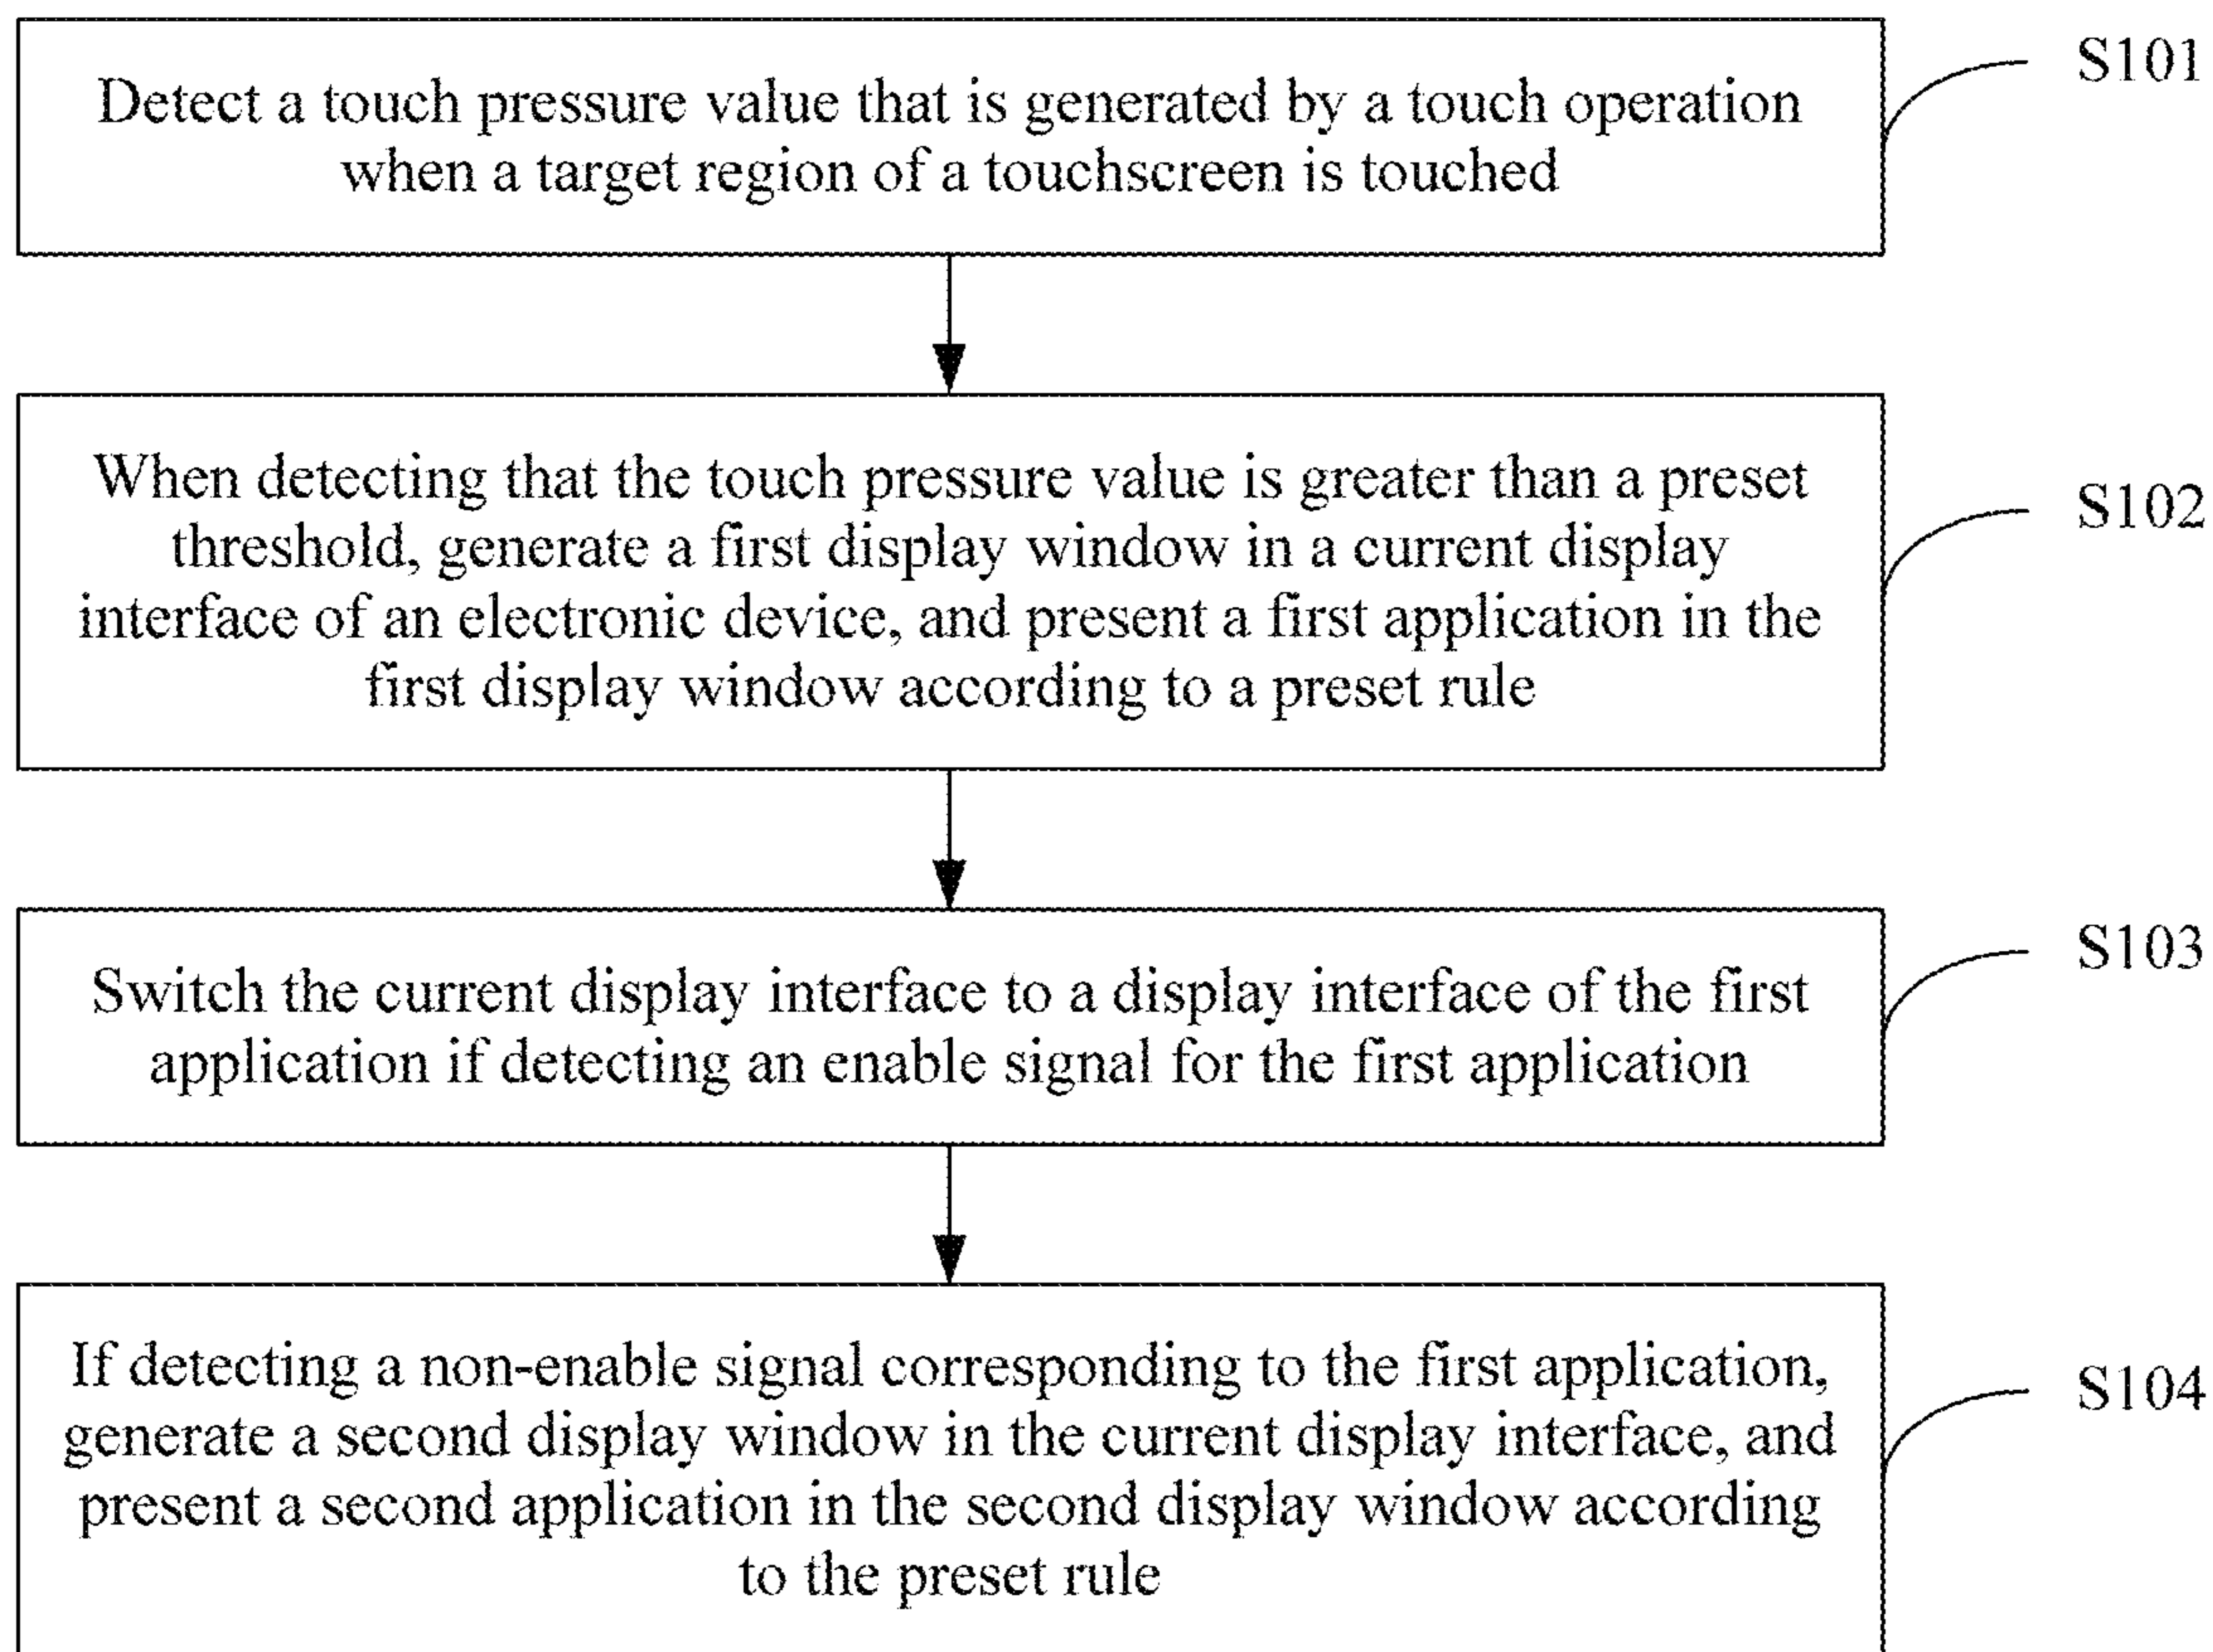 Detect a touch pressure value that is generated by a touch operation
when a target region of a touchscreen is touched
S101
When detecting that the touch pressure value is greater than a preset
threshold, generate a first display window in a current display
interface of an electronic device, and present a first application in the
first display window according to a preset rule
S102
Switch the current display interface to a display interface of the first
application if detecting an enable signal for the first application
S103
If detecting a non-enable signal corresponding to the first application,
generate a second display window in the current display interface, and
present a second application in the second display window according
to the preset rule
S104